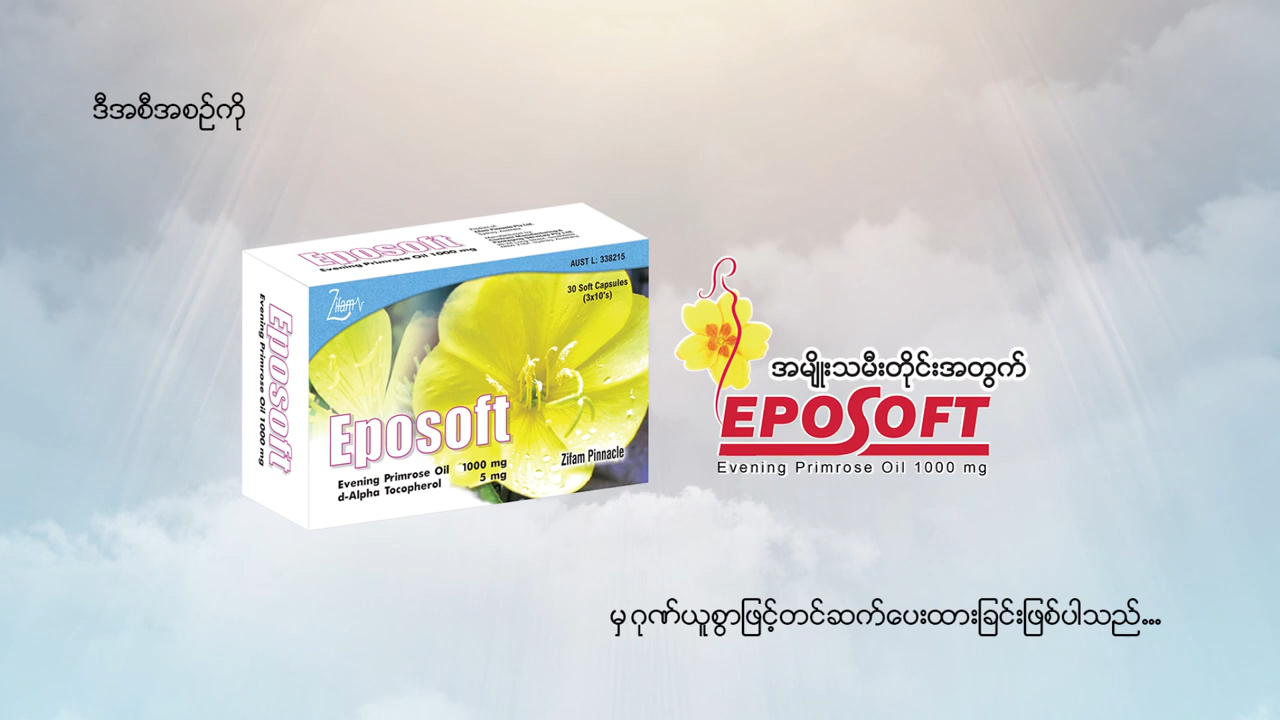 ဒီအစီအစဉ်ကို
Eposoft
Evening Primrose Oil 1000 mg
Zifam
AUST L: 338215
30 Soft Capsules
(3x10's)
Eposoft
Evening Primrose Oil 1000 mg
Eposoft
Evening Primrose Oil 1000 mg
d-Alpha Tocopherol 5 mg
Zifam Pinnacle
အမျိုးသမီးတိုင်းအတွက်
EPOSOFT
Evening Primrose Oil 1000 mg
မှ ဂုဏ်ယူစွာဖြင့်တင်ဆက်ပေးထားခြင်းဖြစ်ပါသည်...